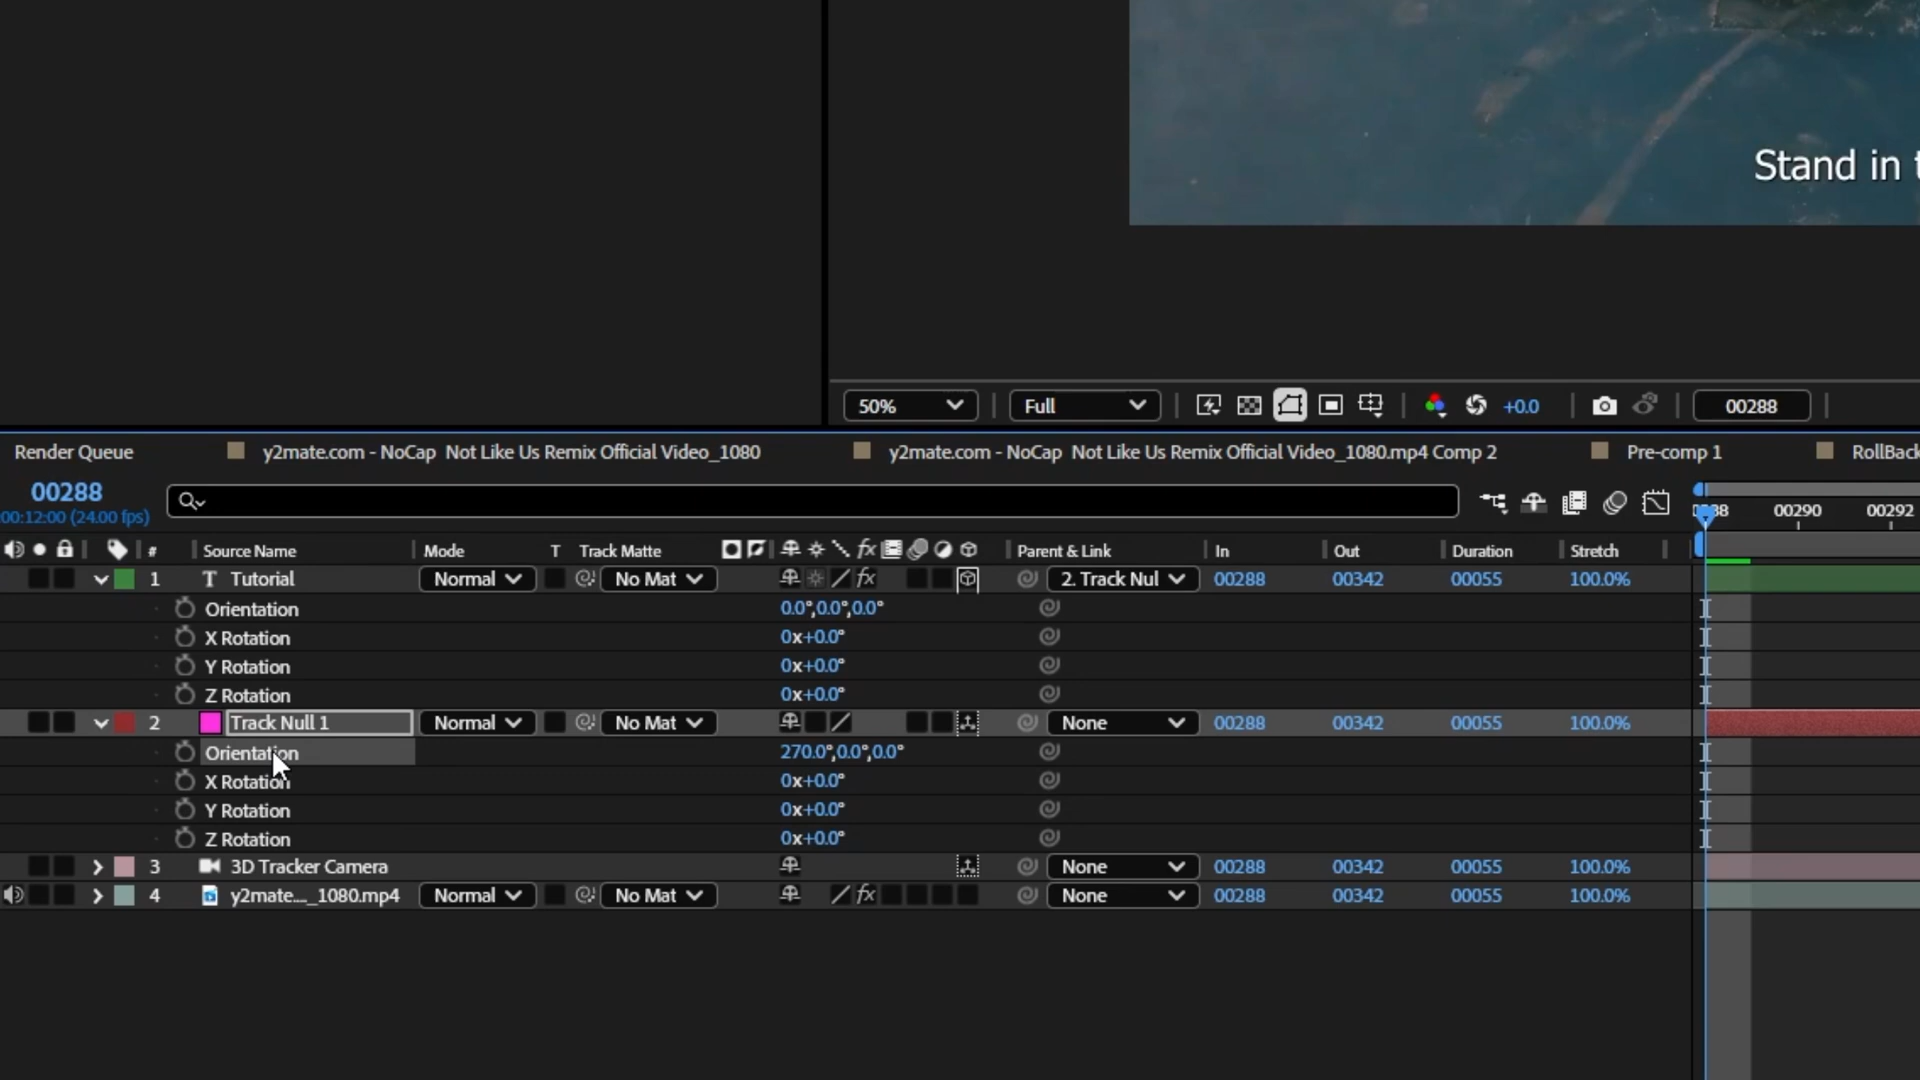 Stand in t
50% Full +0.0 00288
Render Queue y2mate.com - NoCap Not Like Us Remix Official Video_1080 y2mate.com - NoCap Not Like Us Remix Official Video_1080.mp4 Comp 2 Pre-comp 1 RollBack
00288
00:12:00 (24.00 fps)
00290 00292
# Source Name Mode T Track Matte fx Parent & Link In Out Duration Stretch
1 T Tutorial Normal No Mat fx 2. Track Nul 00288 00342 00055 100.0%
Orientation 0.0°,0.0°,0.0°
X Rotation 0x+0.0°
Y Rotation 0x+0.0°
Z Rotation 0x+0.0°
2 Track Null 1 Normal No Mat None 00288 00342 00055 100.0%
Orientation 270.0°,0.0°,0.0°
X Rotation 0x+0.0°
Y Rotation 0x+0.0°
Z Rotation 0x+0.0°
3 3D Tracker Camera None 00288 00342 00055 100.0%
4 y2mate...._1080.mp4 Normal No Mat fx None 00288 00342 00055 100.0%